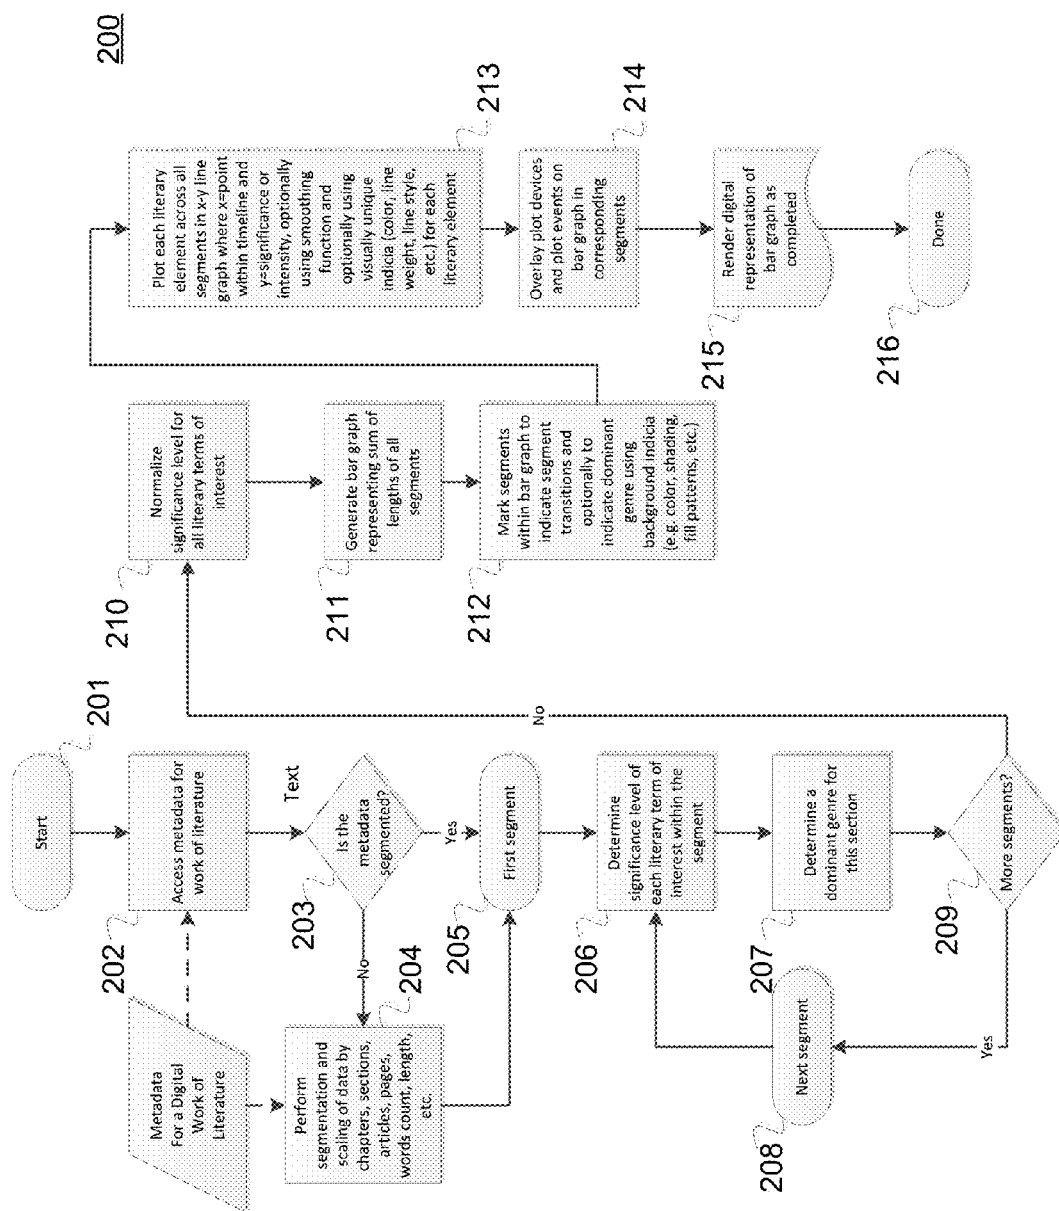 200
Start
201
Metadata
For a Digital
Work of
Literature
Access metadata for
work of literature
202
Text
Is the
metadata
segmented?
203
No
Yes
Perform
segmentation and
scaling of data by
chapters, sections,
articles, pages,
words count, length,
etc.
204
First segment
205
Determine
significance level of
each literary term of
interest within the
segment
206
Determine a
dominant genre for
this section
207
Next segment
208
More segments?
209
Yes
No
Normalize
significance level for
all literary terms of
interest
210
Generate bar graph
representing sum of
lengths of all
segments
211
Mark segments
within bar graph to
indicate segment
transitions and
optionally to
indicate dominant
genre using
background indicia
(e.g. color, shading,
fill patterns, etc.)
212
Plot each literary
element across all
segments in x-y line
graph where x=point
within timeline and
y=significance or
intensity, optionally
using smoothing
function and
optionally using
visually unique
indicia (color, line
weight, line style,
etc.) for each
literary element
213
Overlay plot devices
and plot events on
bar graph in
corresponding
segments
214
Render digital
representation of
bar graph as
completed
215
Done
216